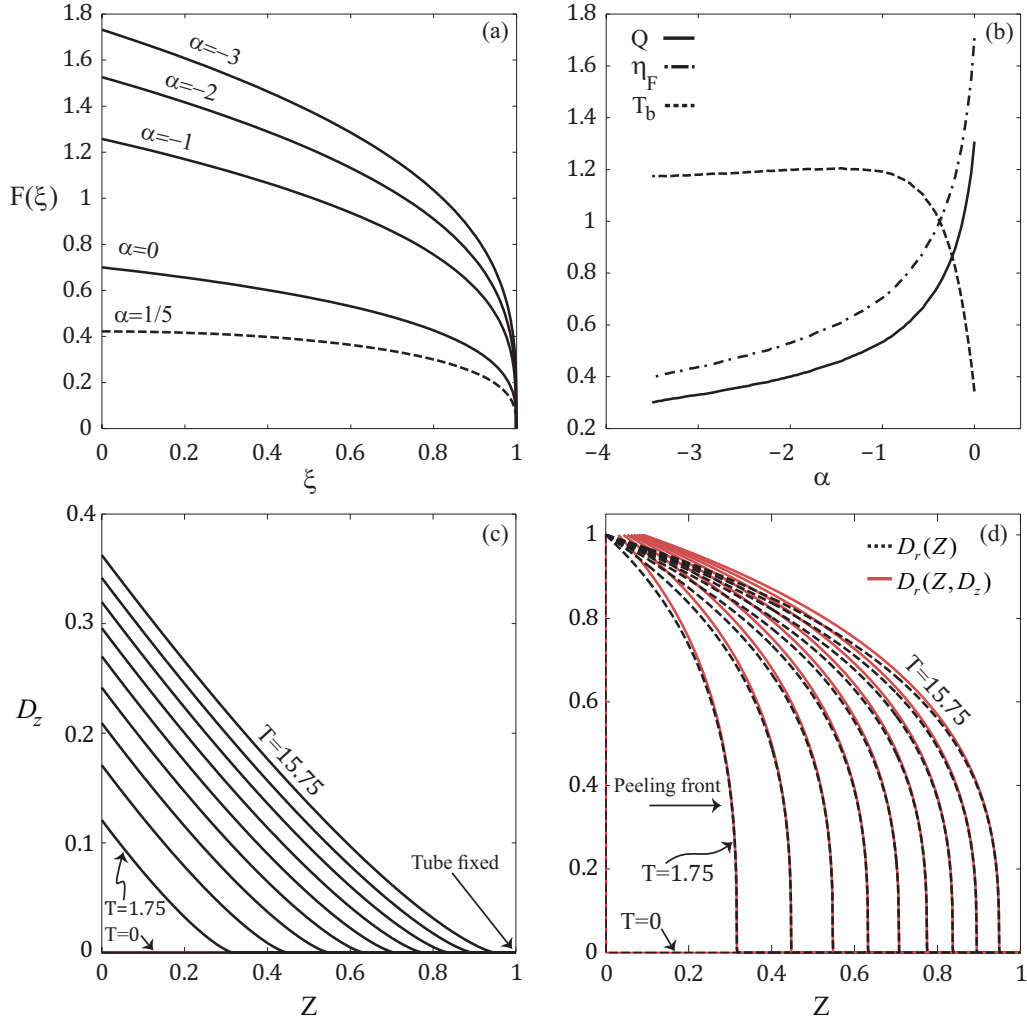 (a)
1.8
1.6
1.4
1.2
1
0.8
0.6
0.4
0.2
0
F(ξ)
α=−3
α=−2
α=−1
α=0
α=1/5
0 0.2 0.4 0.6 0.8 1
ξ
(b)
Q
η_F
T_b
1.8
1.6
1.4
1.2
1
0.8
0.6
0.4
0.2
−4 −3 −2 −1 0
α
(c)
0.4
0.3
0.2
0.1
0
D_z
T=15.75
Tube fixed
T=1.75
T=0
0 0.2 0.4 0.6 0.8 1
Z
(d)
D_r(Z)
D_r(Z, D_z)
1
0.8
0.6
0.4
0.2
0
T=15.75
Peeling front
T=1.75
T=0
0 0.2 0.4 0.6 0.8 1
Z